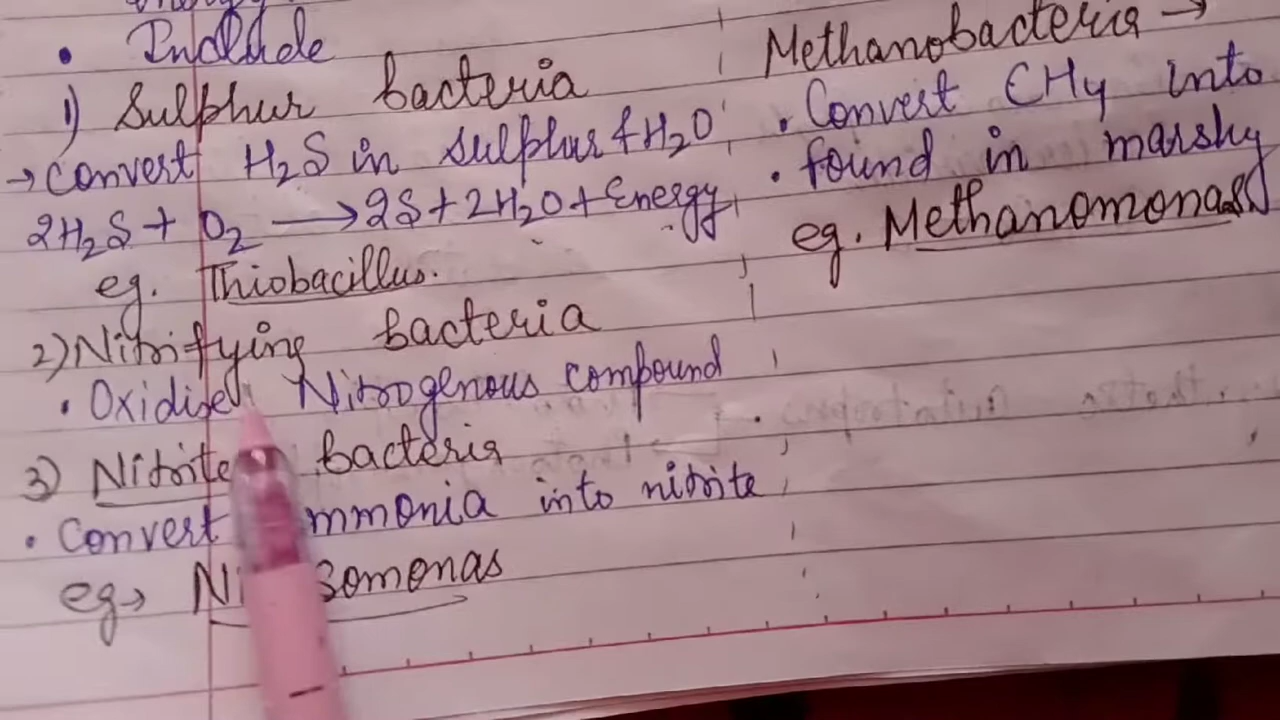 • Include
1) Sulphur bacteria
→ Convert H2S in sulphur & H2O
2H2S + O2 → 2S + 2H2O + Energy
eg. Thiobacillus.
2) Nitrifying bacteria
• Oxidise Nitrogenous compound
3) Nitrite bacteria
• Convert mmonia into nitrite
eg → Ni somonas
Methanobacteria →
• Convert CH4 into
• found in marshy
eg. Methanomonas